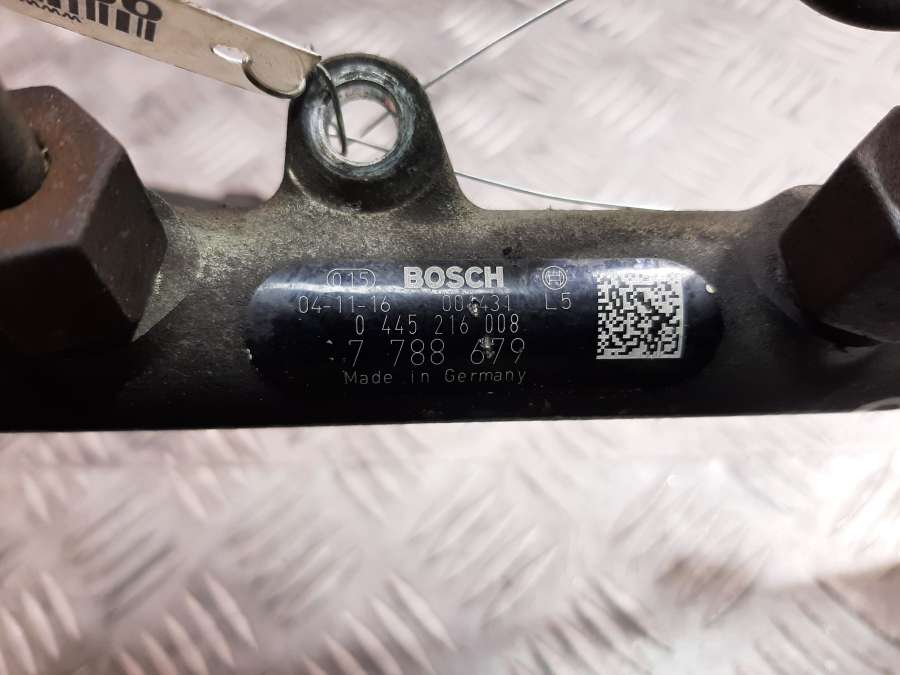 015 BOSCH
04-11-16 L5
0 445 216 008
7 788 679
Made in Germany